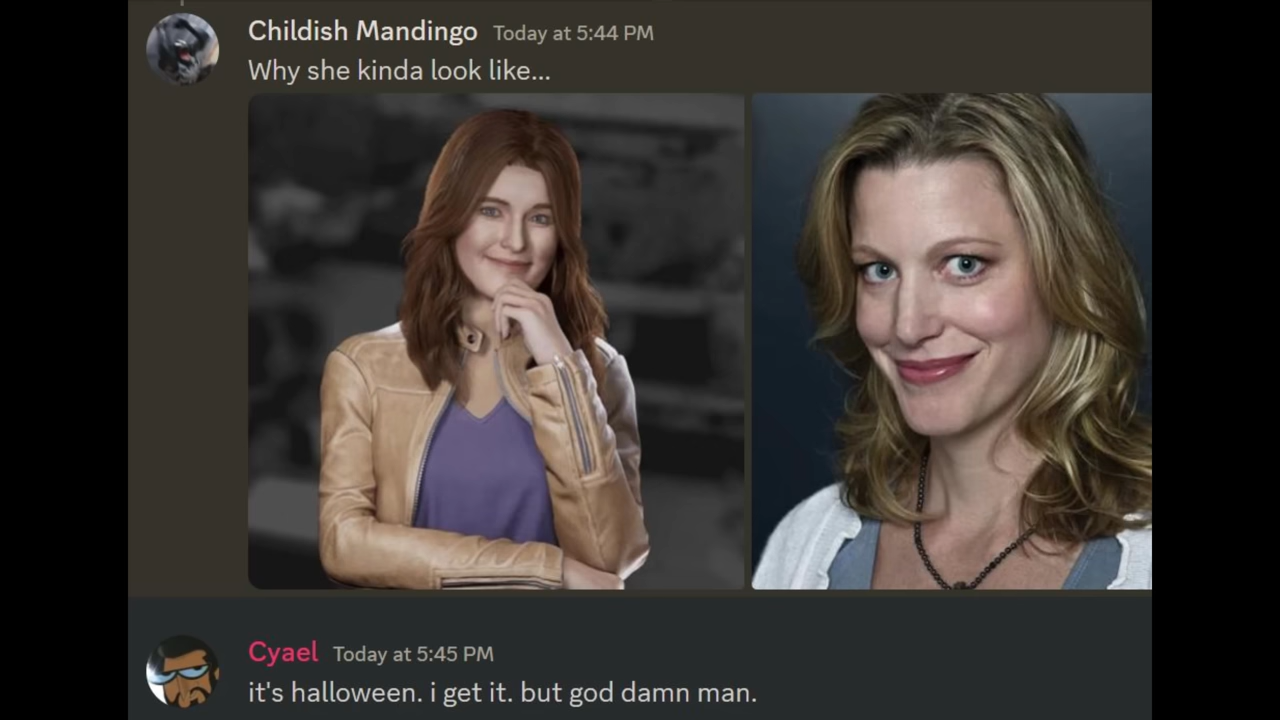 Childish Mandingo Today at 5:44 PM
Why she kinda look like...
Cyael Today at 5:45 PM
it's halloween. i get it. but god damn man.